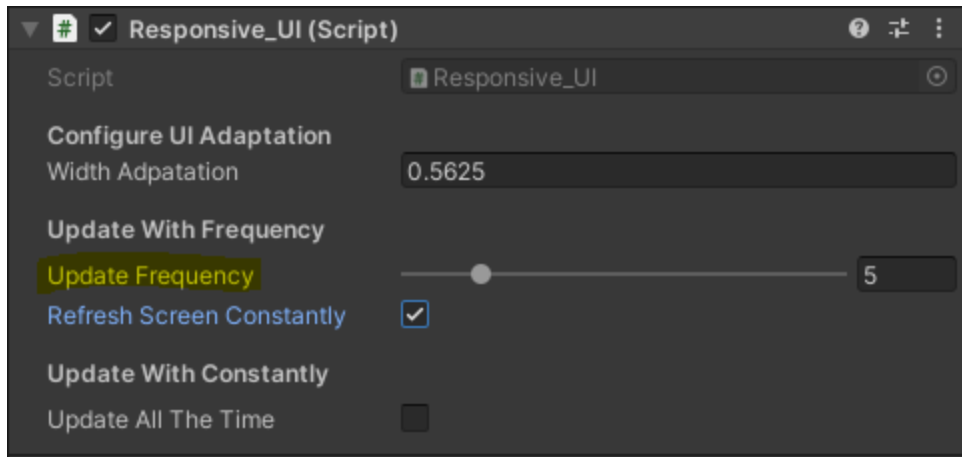 # Responsive_UI (Script)
Script # Responsive_UI
Configure UI Adaptation
Width Adpatation 0.5625
Update With Frequency
Update Frequency 5
Refresh Screen Constantly
Update With Constantly
Update All The Time